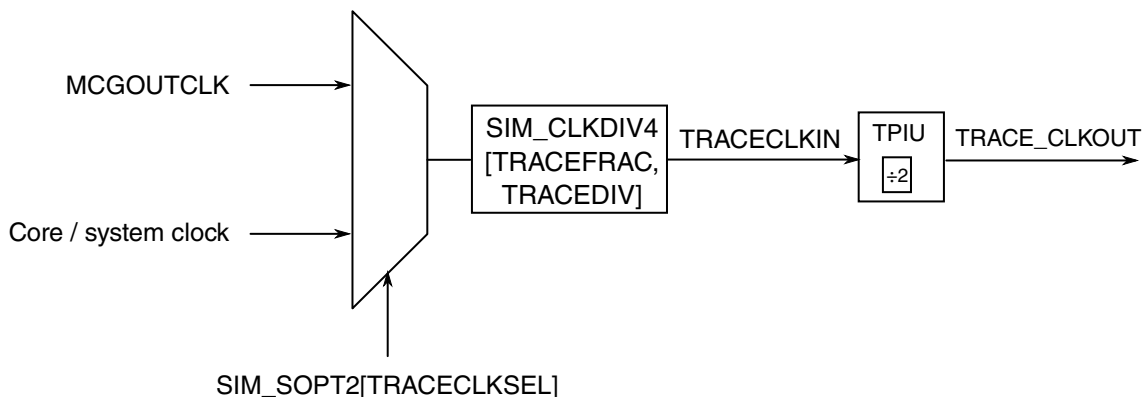 MCGOUTCLK
Core / system clock
SIM_SOPT2[TRACECLKSEL]
SIM_CLKDIV4
[TRACEFRAC,
TRACEDIV]
TRACECLKIN
TPIU
÷2
TRACE_CLKOUT